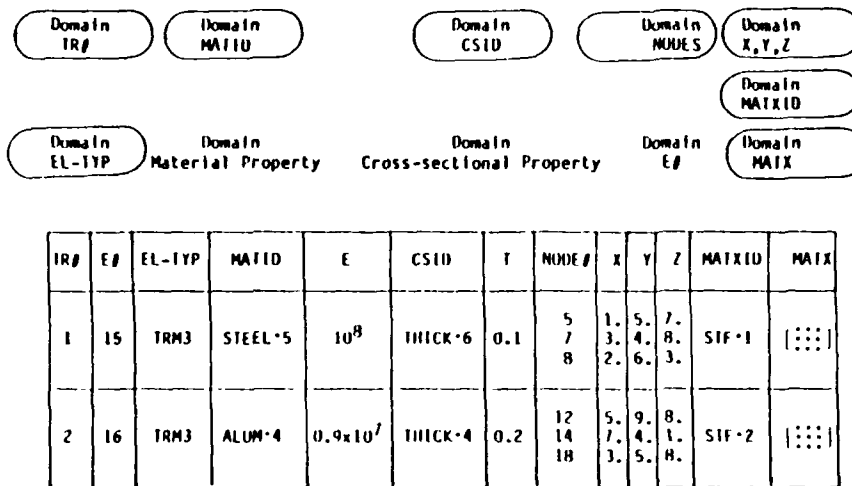 Domain Domain Domain Domain Domain
TR# MATID CSID NODES X,Y,Z
Domain
MATXID
Domain Domain Domain Domain Domain
EL-TYP Material Property Cross-sectional Property E# MATX
TR# E# EL-TYP MATID E CSID T NODE# X Y Z MATXID MATX
5 1. 5. 7.
1 15 TRM3 STEEL·5 10⁸ THICK·6 0.1 7 3. 4. 8. STF·1
8 2. 6. 3.
12 5. 9. 8.
2 16 TRM3 ALUM·4 0.9x10⁷ THICK·4 0.2 14 7. 4. 1. STF·2
18 3. 5. 8.